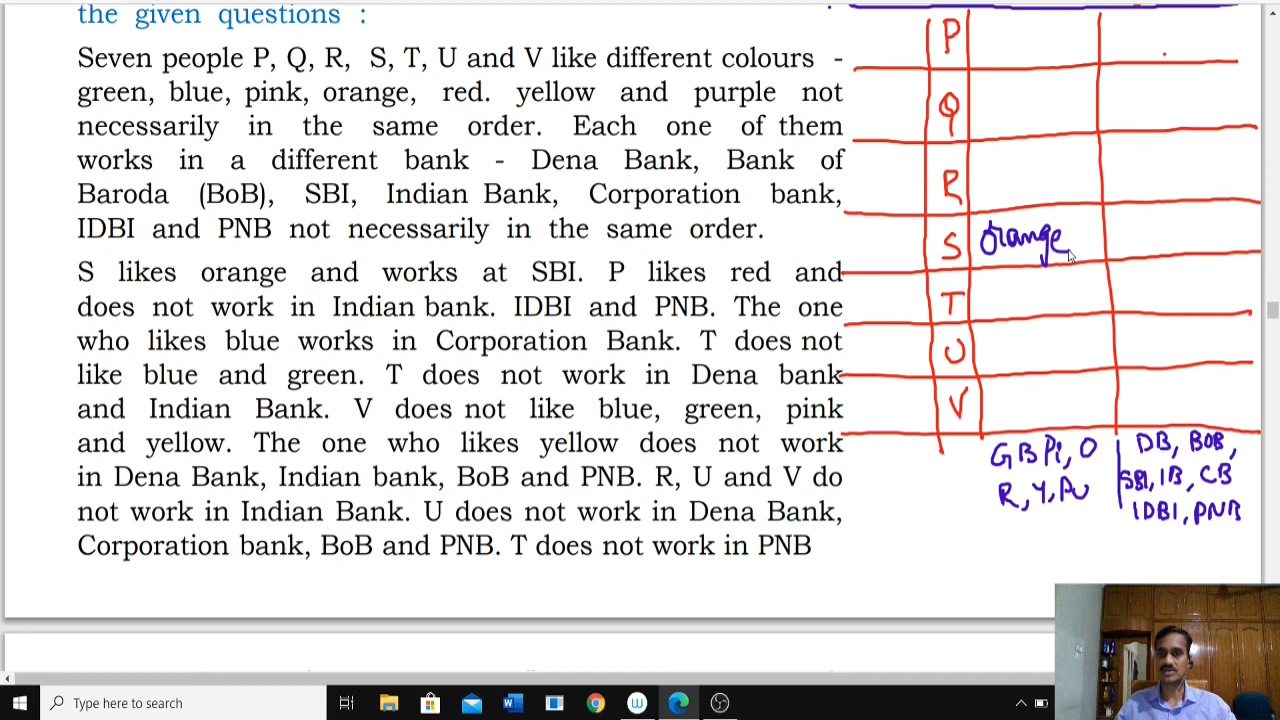 the given questions :
Seven people P, Q, R, S, T, U and V like different colours -
green, blue, pink, orange, red. yellow and purple not
necessarily in the same order. Each one of them
works in a different bank - Dena Bank, Bank of
Baroda (BoB), SBI, Indian Bank, Corporation bank,
IDBI and PNB not necessarily in the same order.
S likes orange and works at SBI. P likes red and
does not work in Indian bank. IDBI and PNB. The one
who likes blue works in Corporation Bank. T does not
like blue and green. T does not work in Dena bank
and Indian Bank. V does not like blue, green, pink
and yellow. The one who likes yellow does not work
in Dena Bank, Indian bank, BoB and PNB. R, U and V do
not work in Indian Bank. U does not work in Dena Bank,
Corporation bank, BoB and PNB. T does not work in PNB
P
Q
R
S orange
T
U
V
G B Pi, O
R, Y, Pu
DB, BOB,
SBI, IB, CB
IDBI, PNB
Type here to search